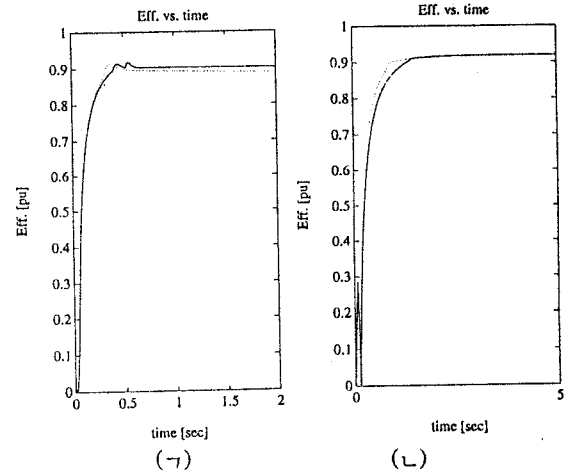 Eff. vs. time
1
0.9
0.8
0.7
0.6
0.5
0.4
0.3
0.2
0.1
0
Eff. [pu]
0 0.5 1 1.5 2
time [sec]
(ㄱ)
Eff. vs. time
1
0.9
0.8
0.7
0.6
0.5
0.4
0.3
0.2
0.1
0
Eff. [pu]
0 5
time [sec]
(ㄴ)